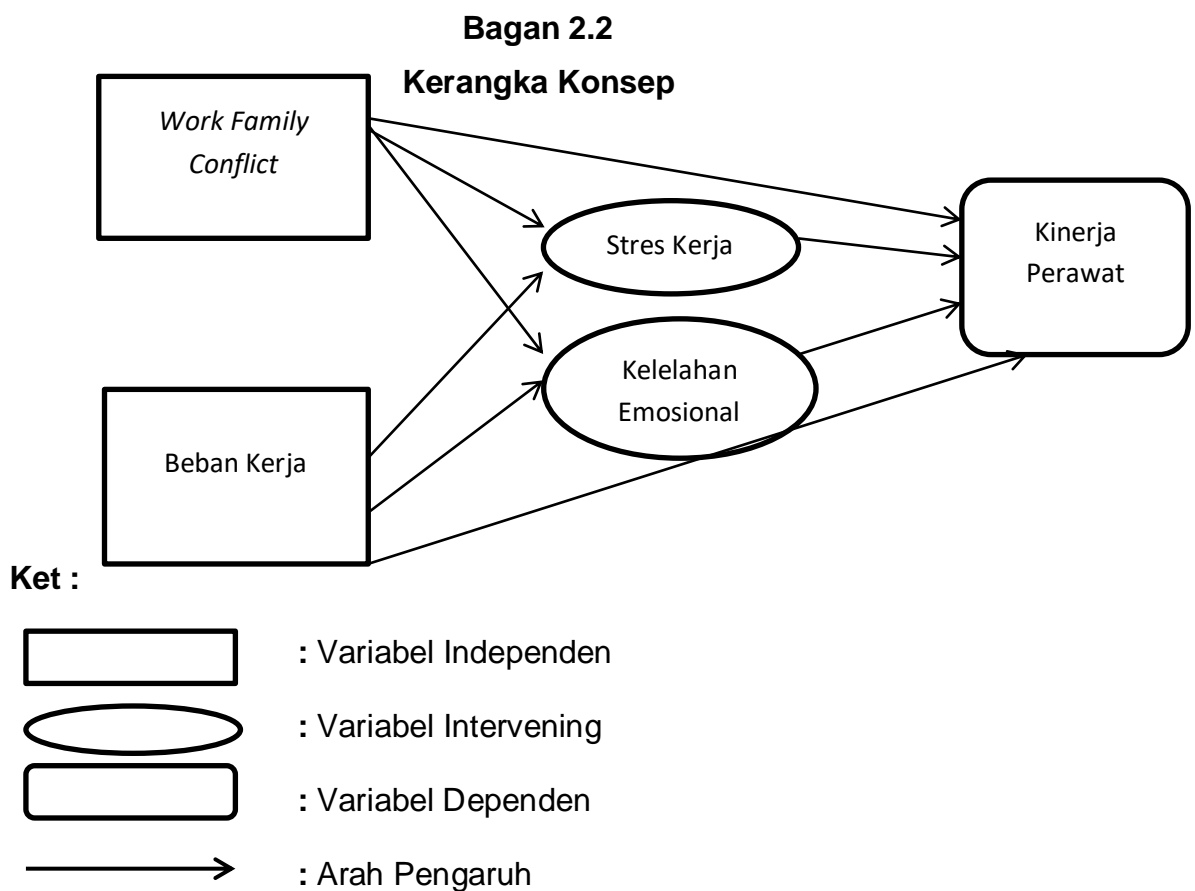 Bagan 2.2
Kerangka Konsep
Work Family
Conflict
Stres Kerja
Kinerja
Perawat
Kelelahan
Emosional
Beban Kerja
Ket :
: Variabel Independen
: Variabel Intervening
: Variabel Dependen
: Arah Pengaruh